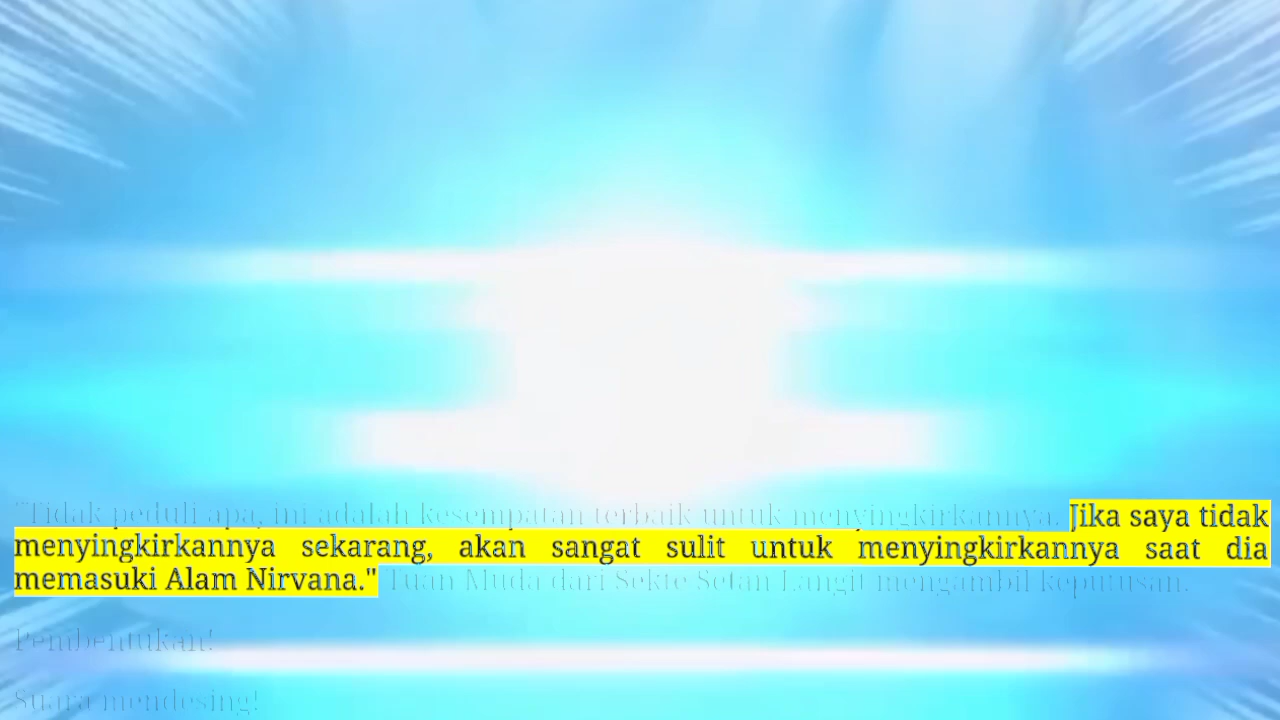 "Tidak peduli apa, ini adalah kesempatan terbaik untuk menyingkirkannya. Jika saya tidak
menyingkirkannya sekarang, akan sangat sulit untuk menyingkirkannya saat dia
memasuki Alam Nirvana." Tuan Muda dari Sekte Setan Langit mengambil keputusan.
Pembentukan!
Suara mendesing!